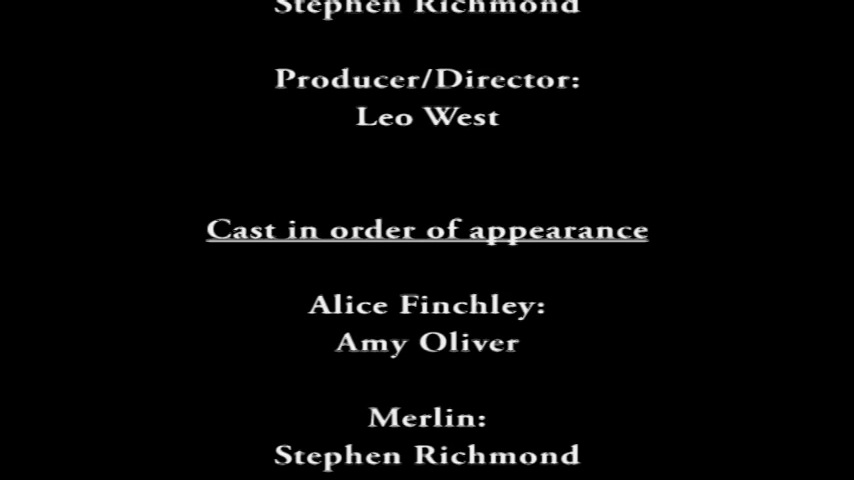 Stephen Richmond
Producer/Director:
Leo West
Cast in order of appearance
Alice Finchley:
Amy Oliver
Merlin:
Stephen Richmond